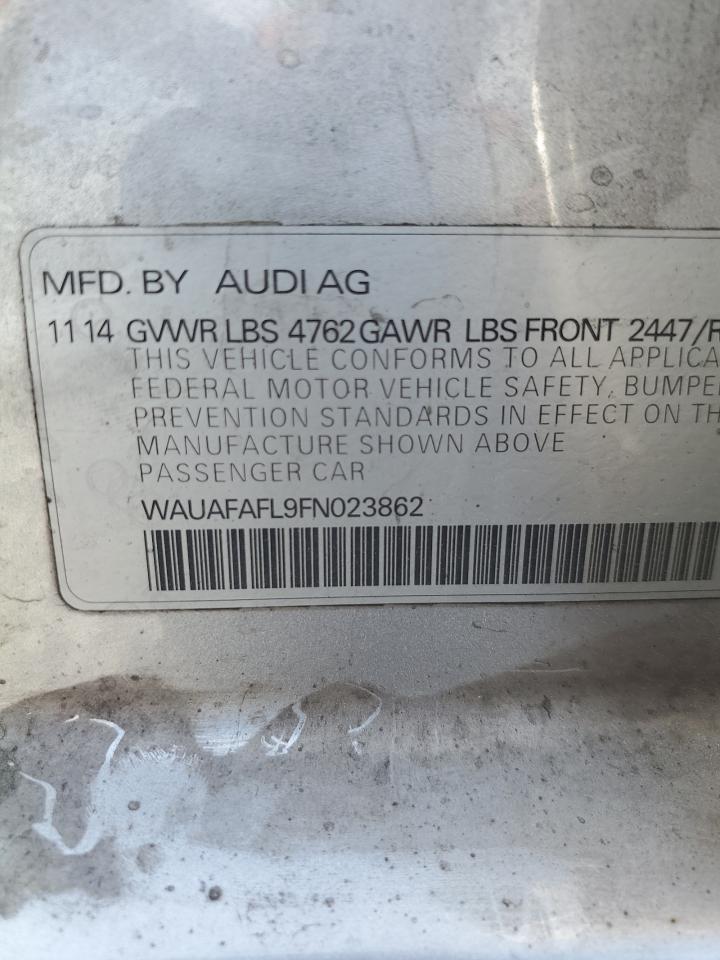 MFD. BY AUDI AG
11 14 GVWR LBS 4762 GAWR LBS FRONT 2447/R
THIS VEHICLE CONFORMS TO ALL APPLICA
FEDERAL MOTOR VEHICLE SAFETY, BUMPE
PREVENTION STANDARDS IN EFFECT ON TH
MANUFACTURE SHOWN ABOVE
PASSENGER CAR
WAUAFAFL9FN023862